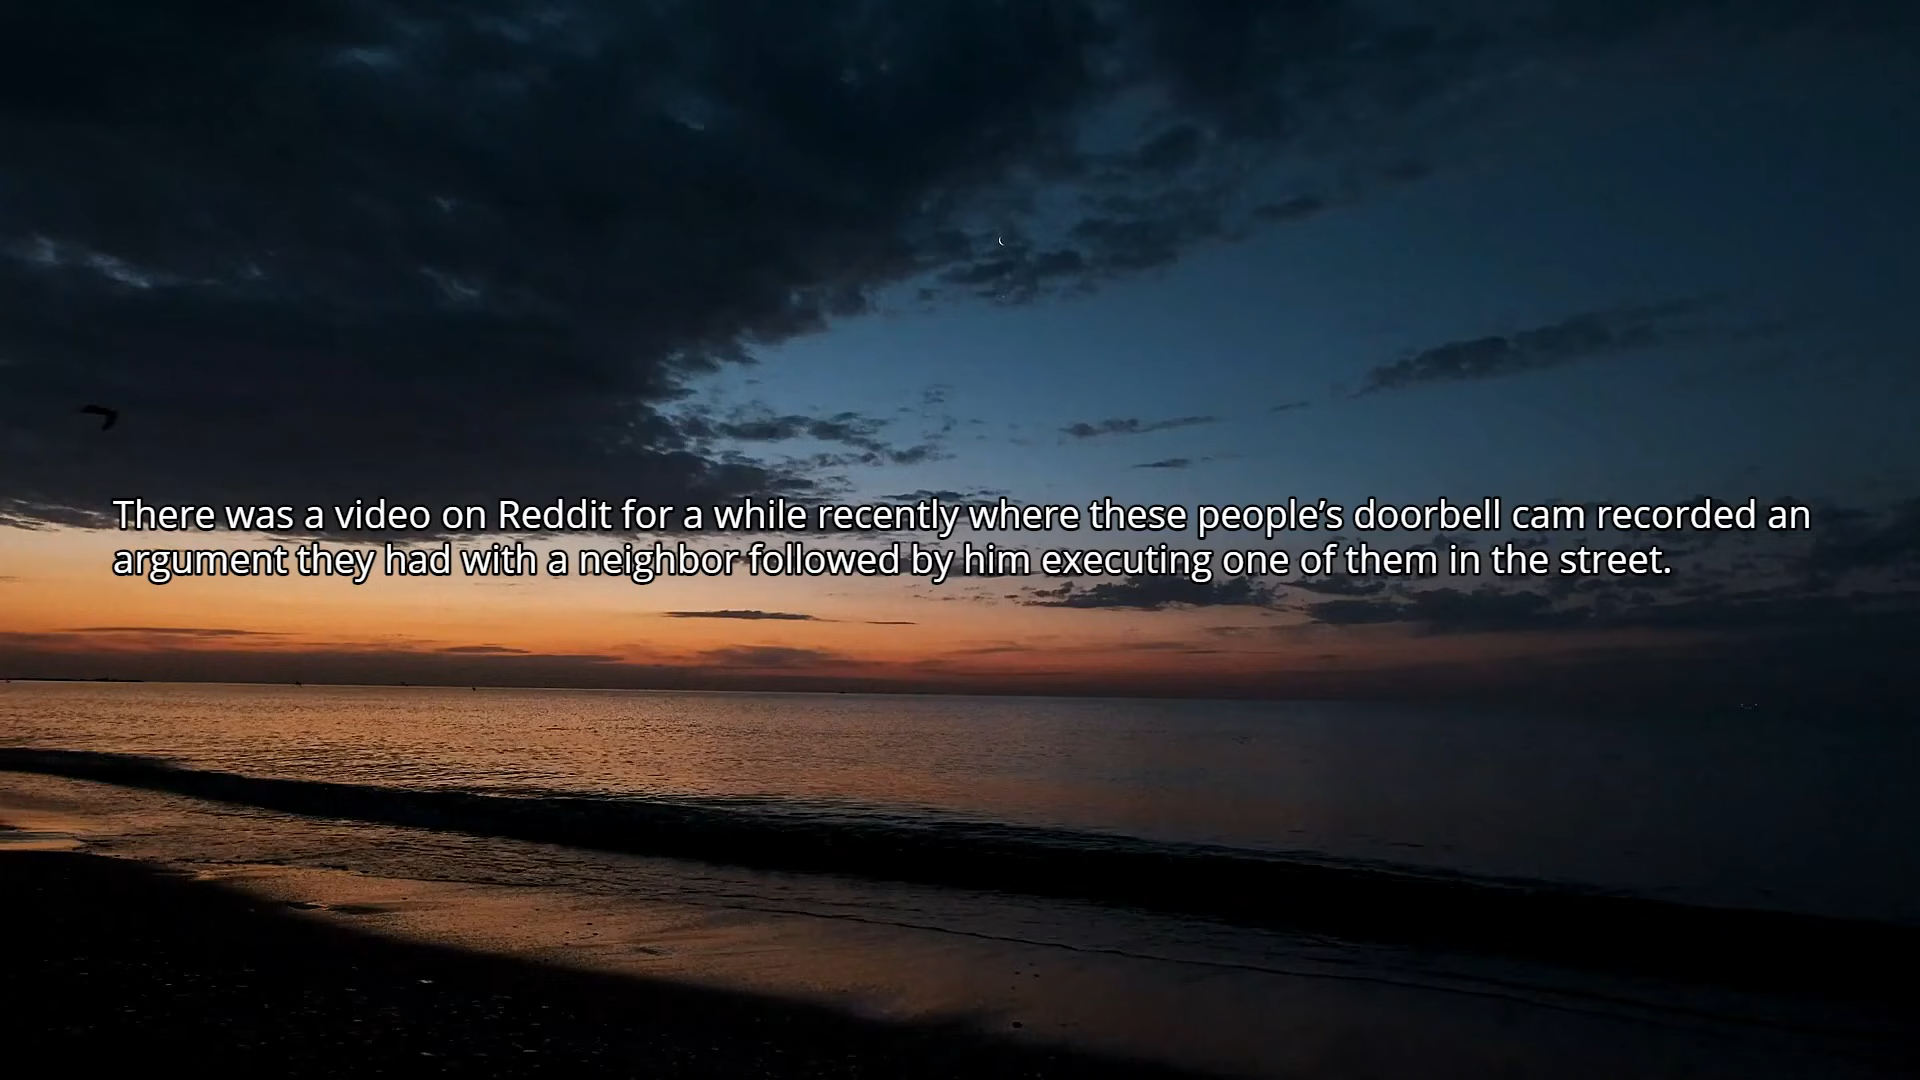 There was a video on Reddit for a while recently where these people’s doorbell cam recorded an
argument they had with a neighbor followed by him executing one of them in the street.